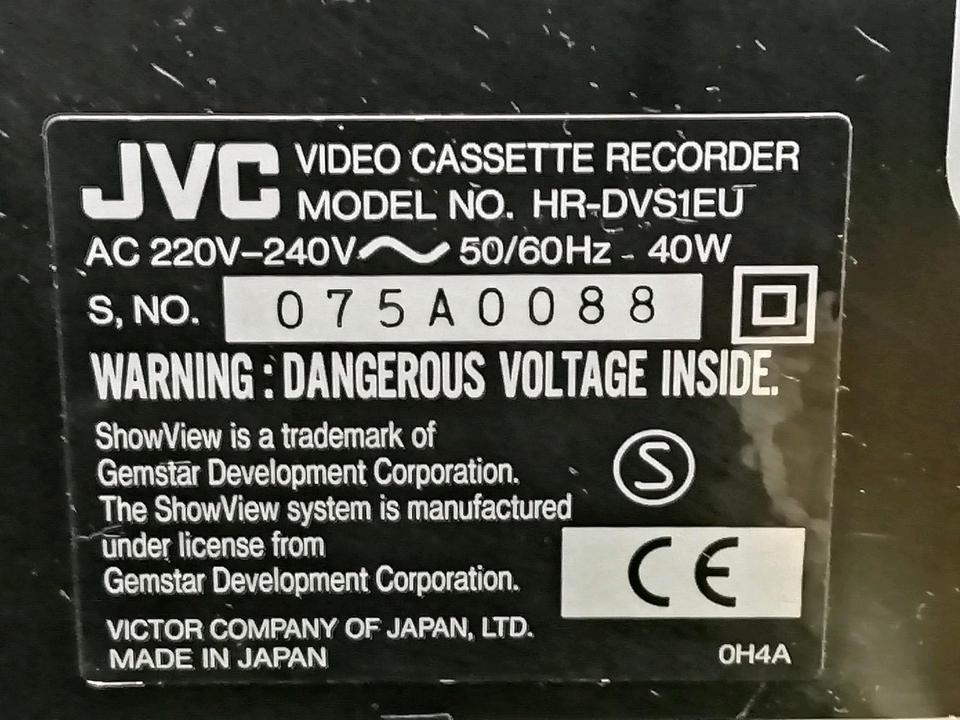 JVC VIDEO CASSETTE RECORDER
MODEL NO. HR-DVS1EU
AC 220V–240V∼ 50/60Hz - 40W
S, NO. 075A0088
WARNING : DANGEROUS VOLTAGE INSIDE.
ShowView is a trademark of
Gemstar Development Corporation.
The ShowView system is manufactured
under license from
Gemstar Development Corporation.
S
CE
VICTOR COMPANY OF JAPAN, LTD.
MADE IN JAPAN
0H4A